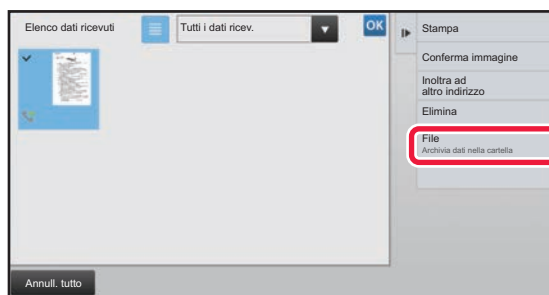 Elenco dati ricevuti
Tutti i dati ricev.
OK
Stampa
Conferma immagine
Inoltra ad
altro indirizzo
Elimina
File
Archivia dati nella cartella
Annull. tutto